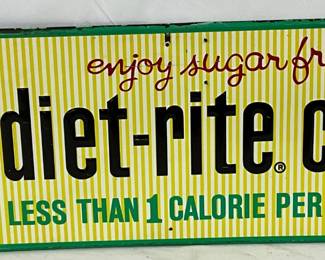 enjoy sugar fr
diet-rite® c
LESS THAN 1 CALORIE PER